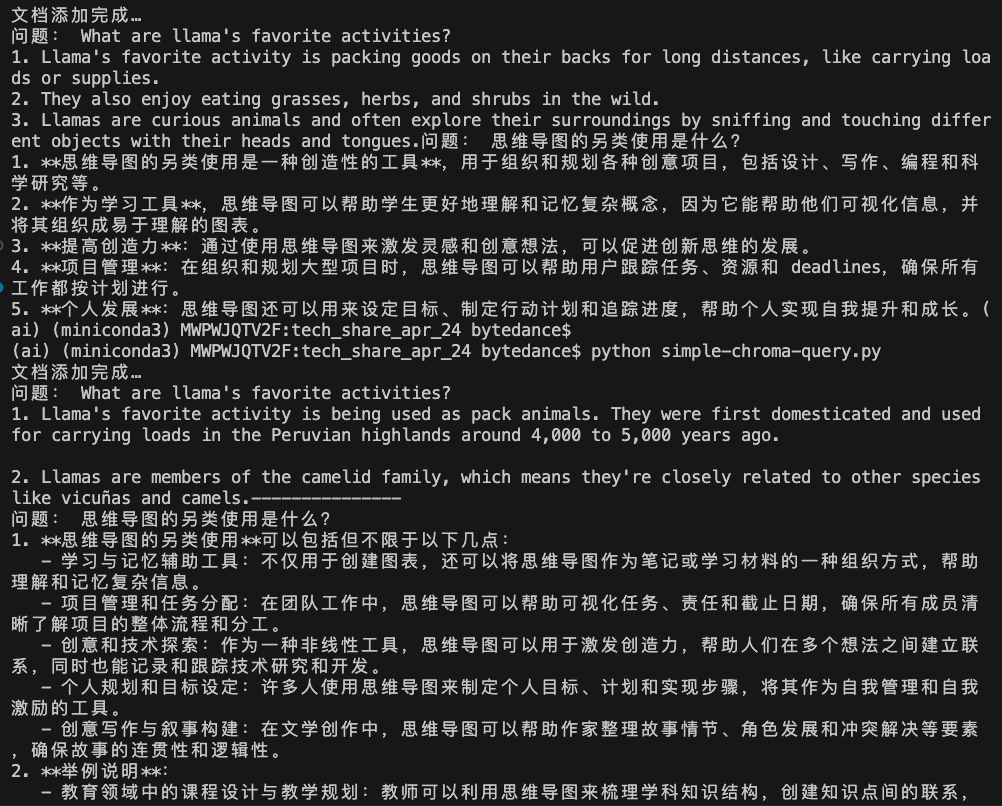 文档添加完成…
问题： What are llama's favorite activities?
1. Llama's favorite activity is packing goods on their backs for long distances, like carrying loa
ds or supplies.
2. They also enjoy eating grasses, herbs, and shrubs in the wild.
3. Llamas are curious animals and often explore their surroundings by sniffing and touching differ
ent objects with their heads and tongues.问题： 思维导图的另类使用是什么?
1. **思维导图的另类使用是一种创造性的工具**，用于组织和规划各种创意项目，包括设计、写作、编程和科
学研究等。
2. **作为学习工具**，思维导图可以帮助学生更好地理解和记忆复杂概念，因为它能帮助他们可视化信息，并
将其组织成易于理解的图表。
3. **提高创造力**：通过使用思维导图来激发灵感和创意想法，可以促进创新思维的发展。
4. **项目管理**：在组织和规划大型项目时，思维导图可以帮助用户跟踪任务、资源和 deadlines，确保所有
工作都按计划进行。
5. **个人发展**：思维导图还可以用来设定目标、制定行动计划和追踪进度，帮助个人实现自我提升和成长。(
ai) (miniconda3) MWPWJQTV2F:tech_share_apr_24 bytedance$
(ai) (miniconda3) MWPWJQTV2F:tech_share_apr_24 bytedance$ python simple-chroma-query.py
文档添加完成…
问题： What are llama's favorite activities?
1. Llama's favorite activity is being used as pack animals. They were first domesticated and used
for carrying loads in the Peruvian highlands around 4,000 to 5,000 years ago.
2. Llamas are members of the camelid family, which means they're closely related to other species
like vicuñas and camels.———————————————
问题： 思维导图的另类使用是什么?
1. **思维导图的另类使用**可以包括但不限于以下几点：
– 学习与记忆辅助工具：不仅用于创建图表，还可以将思维导图作为笔记或学习材料的一种组织方式，帮助
理解和记忆复杂信息。
– 项目管理和任务分配：在团队工作中，思维导图可以帮助可视化任务、责任和截止日期，确保所有成员清
晰了解项目的整体流程和分工。
– 创意和技术探索：作为一种非线性工具，思维导图可以用于激发创造力，帮助人们在多个想法之间建立联
系，同时也能记录和跟踪技术研究和开发。
– 个人规划和目标设定：许多人使用思维导图来制定个人目标、计划和实现步骤，将其作为自我管理和自我
激励的工具。
– 创意写作与叙事构建：在文学创作中，思维导图可以帮助作家整理故事情节、角色发展和冲突解决等要素
，确保故事的连贯性和逻辑性。
2. **举例说明**：
– 教育领域中的课程设计与教学规划：教师可以利用思维导图来梳理学科知识结构，创建知识点间的联系，